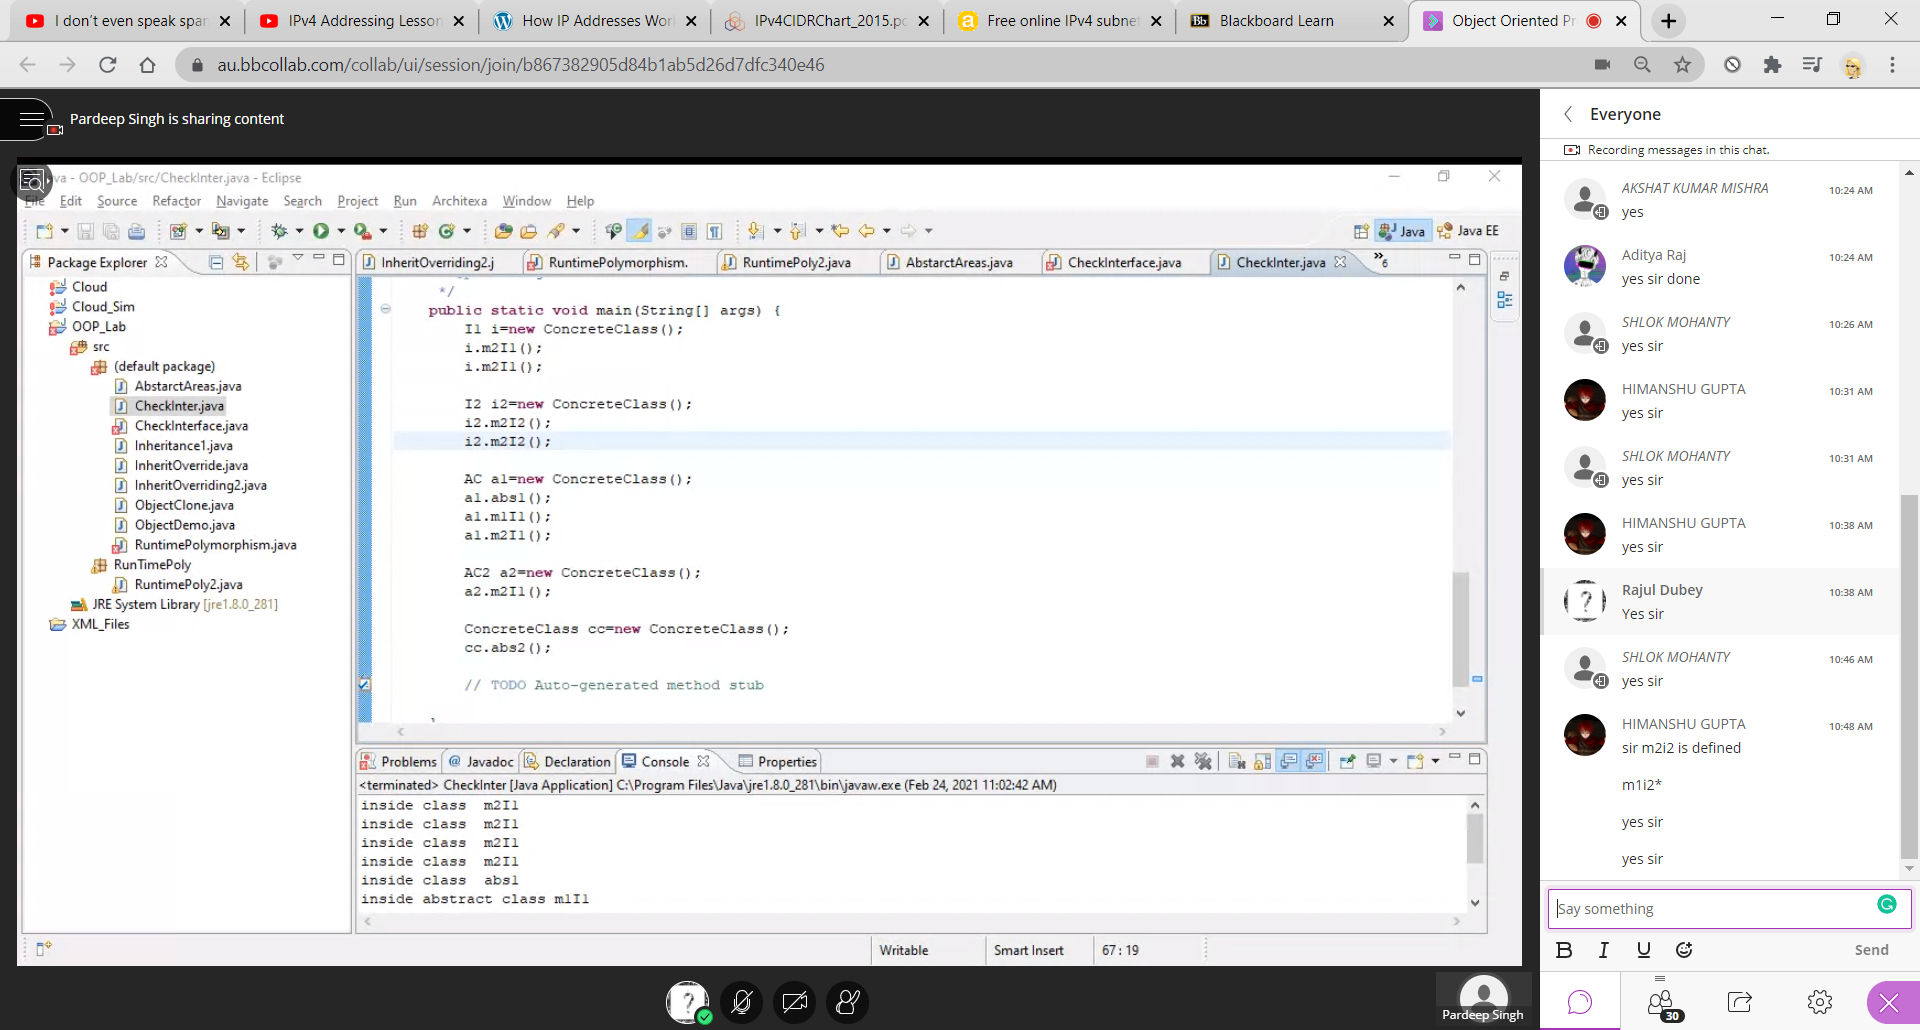 I don't even speak spar
IPv4 Addressing Lesson
How IP Addresses Wor
IPv4CIDRChart_2015.pc
Free online IPv4 subne
Blackboard Learn
Object Oriented Pr
au.bbcollab.com/collab/ui/session/join/b867382905d84b1ab5d26d7dfc340e46
Pardeep Singh is sharing content
va - OOP_Lab/src/CheckInter.java - Eclipse
File Edit Source Refactor Navigate Search Project Run Architexa Window Help
Java
Java EE
Package Explorer
Cloud
Cloud_Sim
OOP_Lab
src
(default package)
AbstarctAreas.java
CheckInter.java
CheckInterface.java
Inheritance1.java
InheritOverride.java
InheritOverriding2.java
ObjectClone.java
ObjectDemo.java
RuntimePolymorphism.java
RunTimePoly
RuntimePoly2.java
JRE System Library [jre1.8.0_281]
XML_Files
InheritOverriding2.j
RuntimePolymorphism.
RuntimePoly2.java
AbstarctAreas.java
CheckInterface.java
CheckInter.java
»6
*/
public static void main(String[] args) {
I1 i=new ConcreteClass();
i.m2I1();
i.m2I1();
I2 i2=new ConcreteClass();
i2.m2I2();
i2.m2I2();
AC a1=new ConcreteClass();
a1.abs1();
a1.m1I1();
a1.m2I1();
AC2 a2=new ConcreteClass();
a2.m2I1();
ConcreteClass cc=new ConcreteClass();
cc.abs2();
// TODO Auto-generated method stub
Problems
@ Javadoc
Declaration
Console
Properties
<terminated> CheckInter [Java Application] C:\Program Files\Java\jre1.8.0_281\bin\javaw.exe (Feb 24, 2021 11:02:42 AM)
inside class  m2I1
inside class  m2I1
inside class  m2I1
inside class  m2I1
inside class  abs1
inside abstract class m1I1
Writable
Smart Insert
67 : 19
Pardeep Singh
Everyone
Recording messages in this chat.
AKSHAT KUMAR MISHRA 10:24 AM
yes
Aditya Raj 10:24 AM
yes sir done
SHLOK MOHANTY 10:26 AM
yes sir
HIMANSHU GUPTA 10:31 AM
yes sir
SHLOK MOHANTY 10:31 AM
yes sir
HIMANSHU GUPTA 10:38 AM
yes sir
Rajul Dubey 10:38 AM
Yes sir
SHLOK MOHANTY 10:46 AM
yes sir
HIMANSHU GUPTA 10:48 AM
sir m2i2 is defined
m1i2*
yes sir
yes sir
Say something
B I U
Send
30